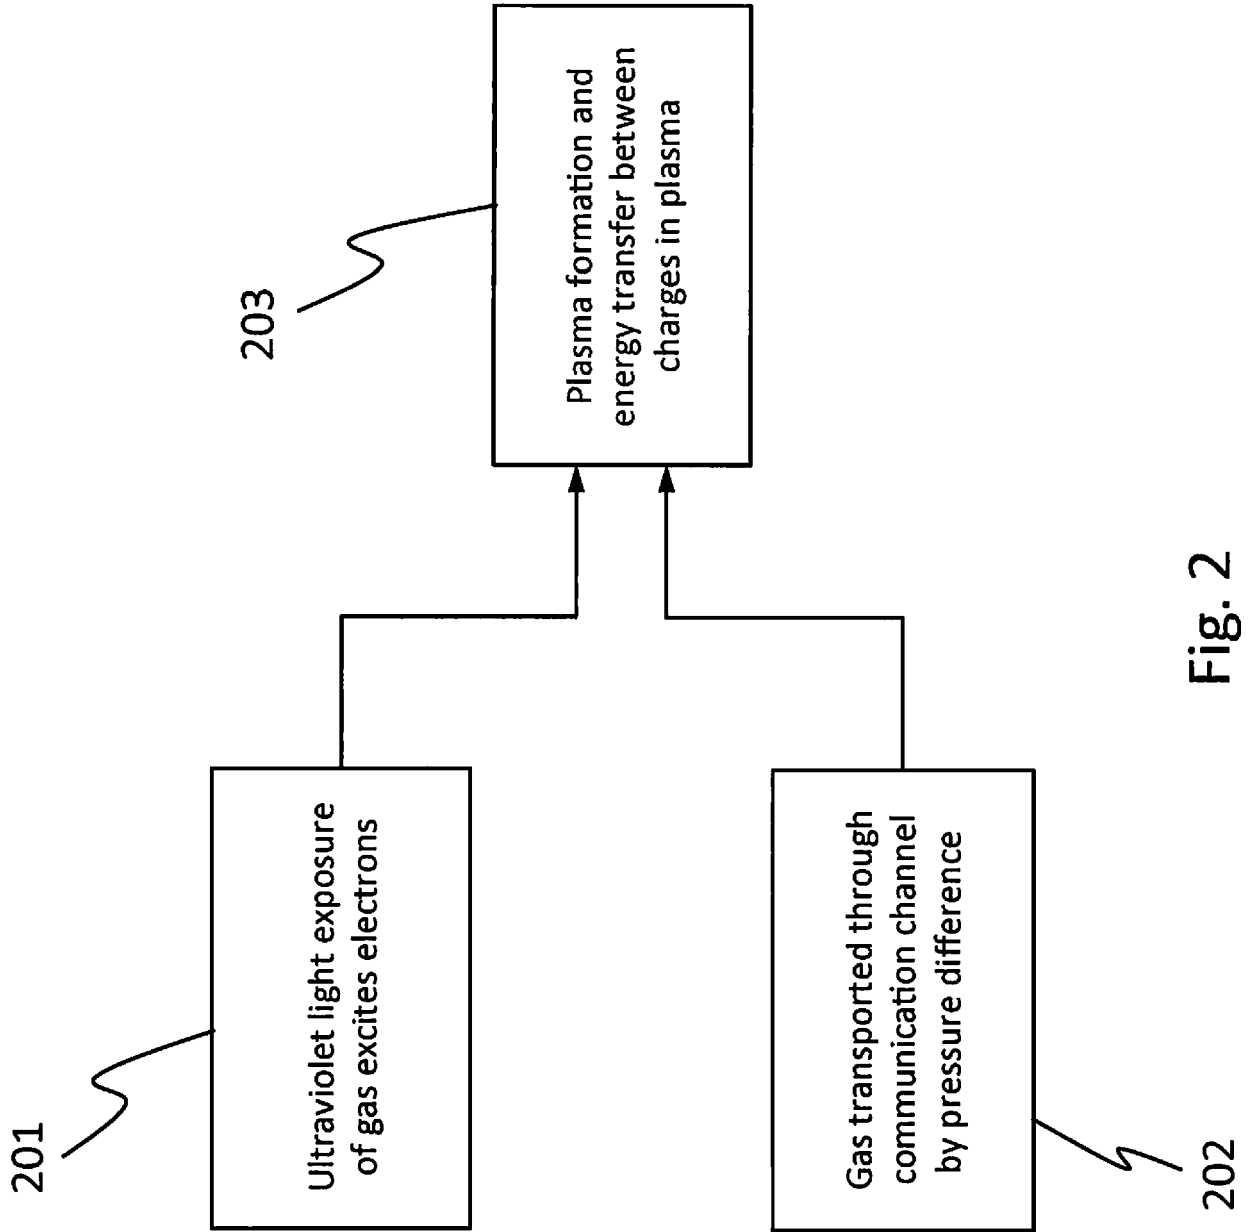 201
Ultraviolet light exposure
of gas excites electrons
203
Plasma formation and
energy transfer between
charges in plasma
Gas transported through
communication channel
by pressure difference
202
Fig. 2